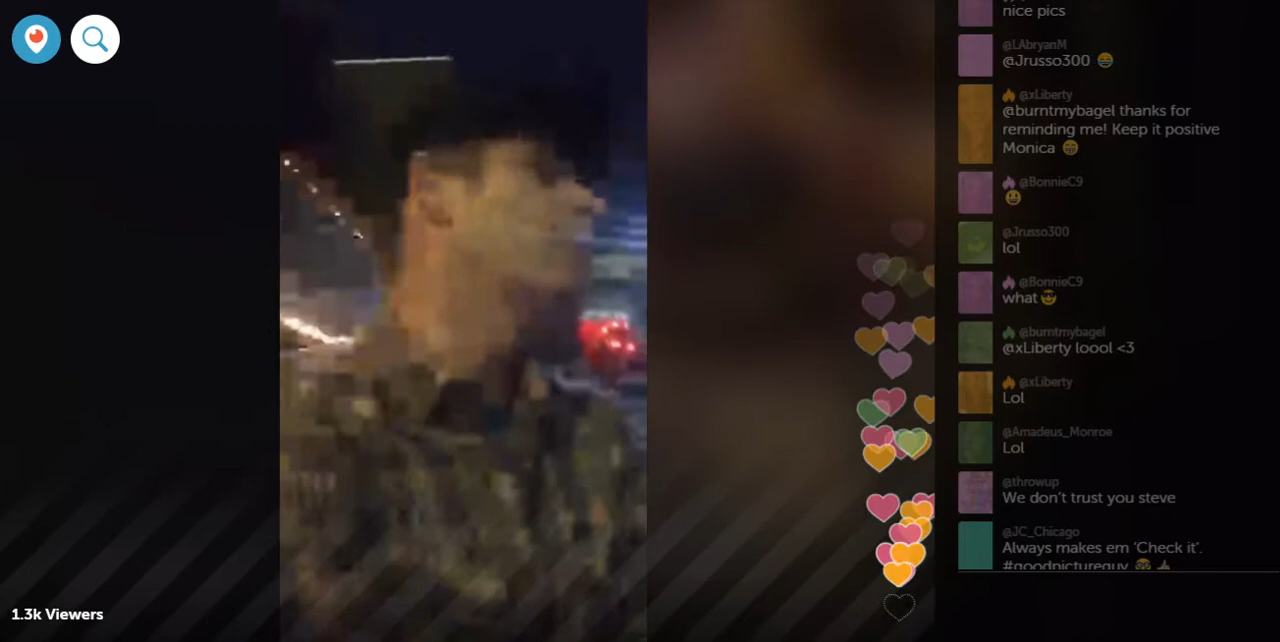 nice pics
@LAbryanM
@Jrusso300
@xLiberty
@burntmybagel thanks for
reminding me! Keep it positive
Monica
@BonnieC9
@Jrusso300
lol
@BonnieC9
what
@burntmybagel
@xLiberty loool <3
@xLiberty
Lol
@Amadeus_Monroe
Lol
@throwup
We don't trust you steve
@JC_Chicago
Always makes em 'Check it'.
#goodpictureguy
1.3k Viewers